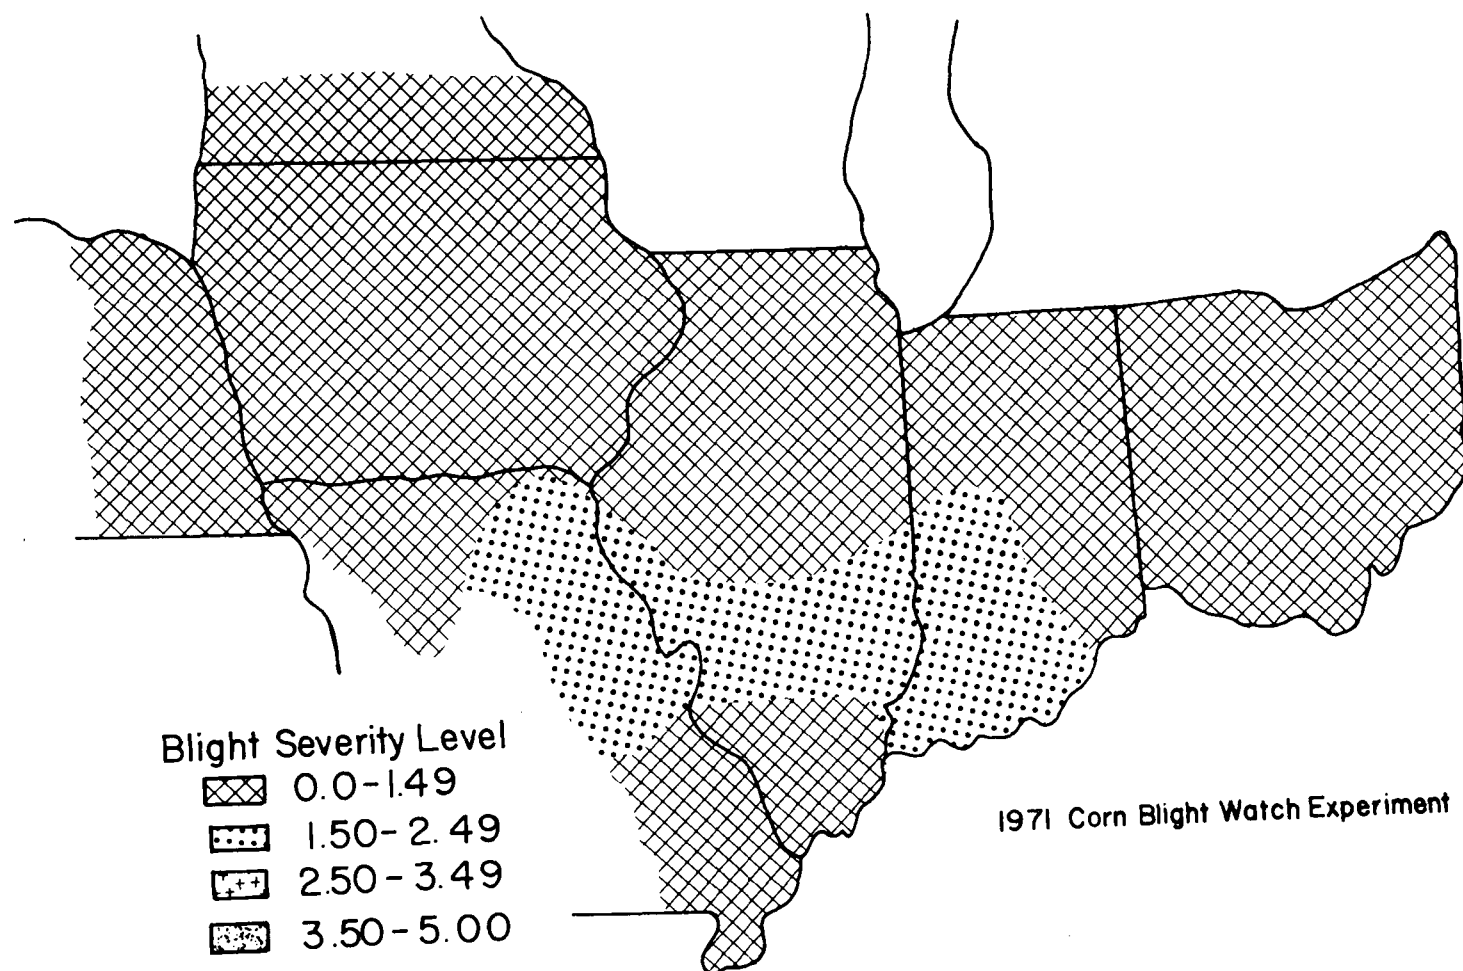 Blight Severity Level
0.0-1.49
1.50-2.49
2.50-3.49
3.50-5.00
1971 Corn Blight Watch Experiment